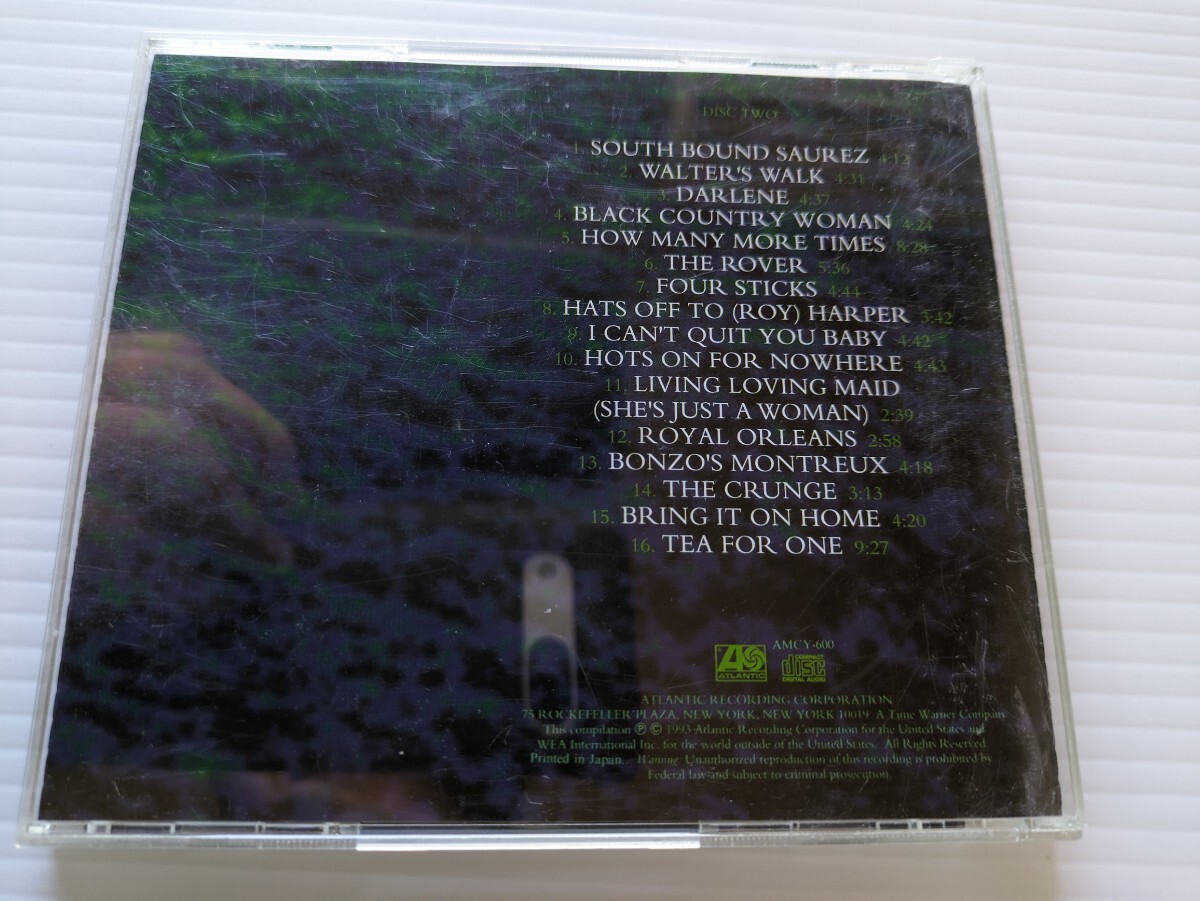 DISC TWO
1. SOUTH BOUND SAUREZ 4:12
2. WALTER'S WALK 4:31
3. DARLENE 4:37
4. BLACK COUNTRY WOMAN 4:24
5. HOW MANY MORE TIMES 8:28
6. THE ROVER 5:36
7. FOUR STICKS 4:44
8. HATS OFF TO (ROY) HARPER 3:42
9. I CAN'T QUIT YOU BABY 4:42
10. HOTS ON FOR NOWHERE 4:43
11. LIVING LOVING MAID
(SHE'S JUST A WOMAN) 2:39
12. ROYAL ORLEANS 2:58
13. BONZO'S MONTREUX 4:18
14. THE CRUNGE 3:13
15. BRING IT ON HOME 4:20
16. TEA FOR ONE 9:27
AMCY-600
ATLANTIC
COMPACT
disc
DIGITAL AUDIO
ATLANTIC RECORDING CORPORATION
75 ROCKEFELLER PLAZA, NEW YORK, NEW YORK 10019 A Time Warner Company
This compilation ℗ © 1993 Atlantic Recording Corporation for the United States and
WEA International Inc. for the world outside of the United States. All Rights Reserved.
Printed in Japan. Warning: Unauthorized reproduction of this recording is prohibited by
Federal law and subject to criminal prosecution.